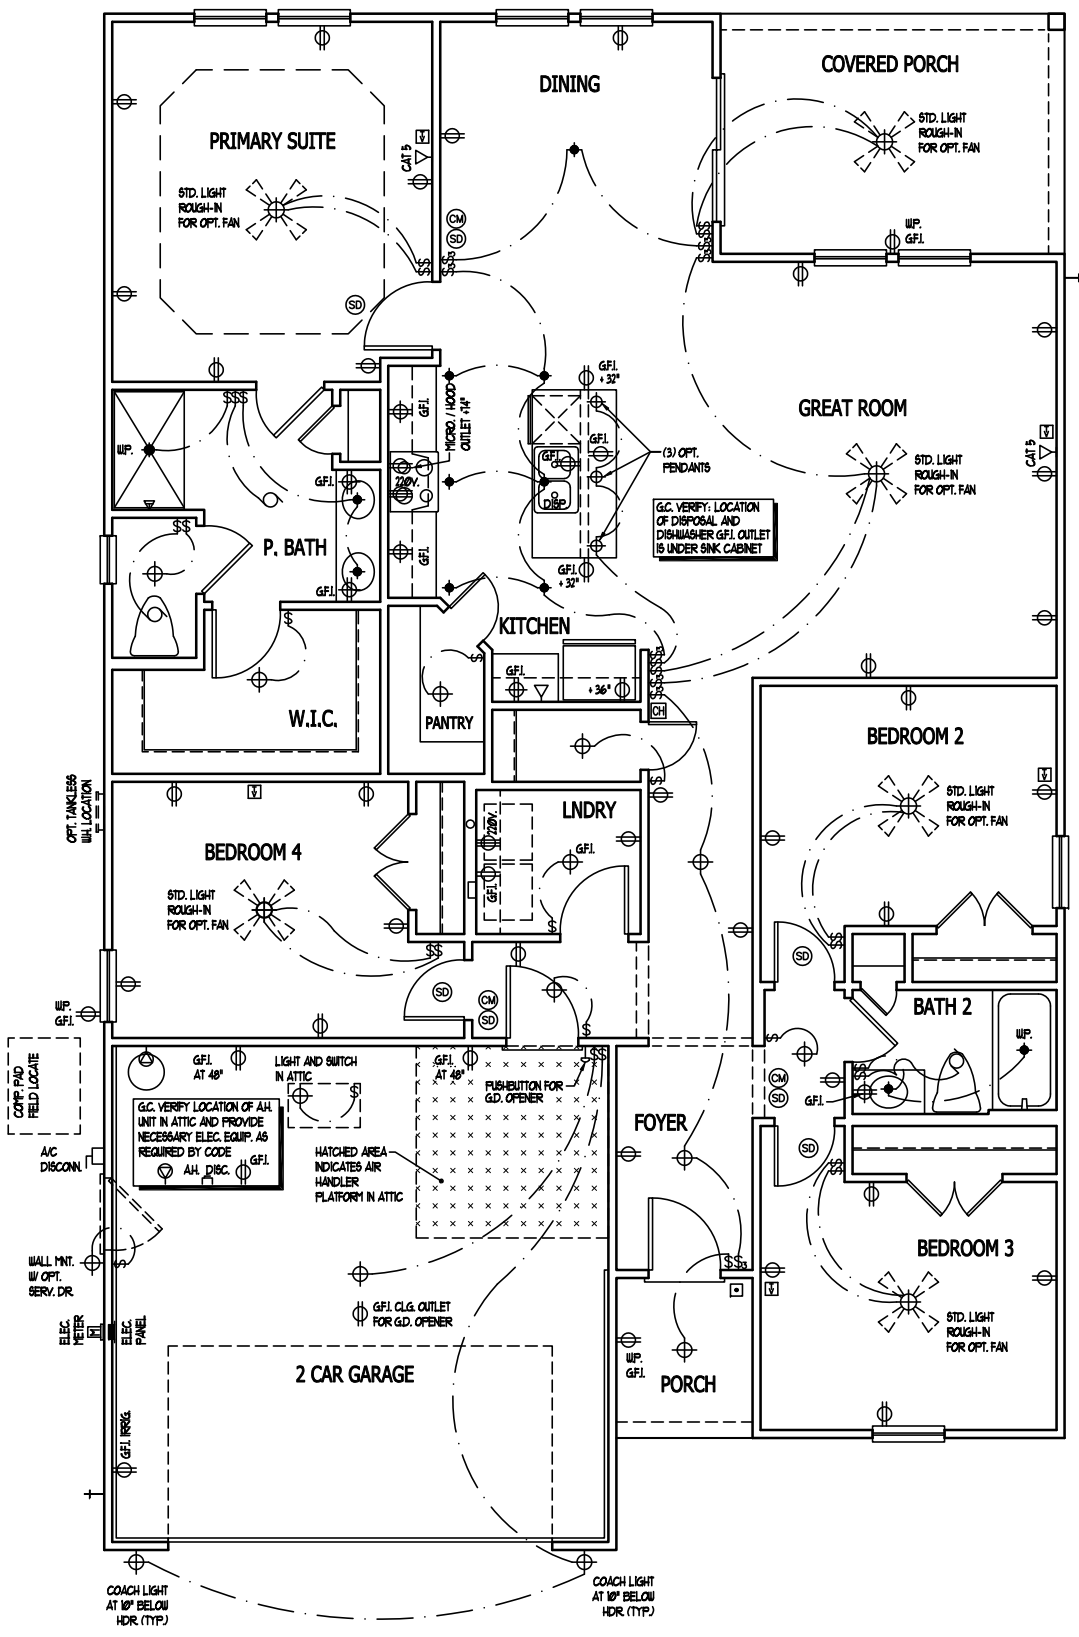 COVERED PORCH
DINING
PRIMARY SUITE
STD. LIGHT
ROUGH-IN
FOR OPT. FAN
CAT 5
STD. LIGHT
ROUGH-IN
FOR OPT. FAN
W.P.
G.F.I.
CM
SD
SD
G.F.I.
+ 32"
MICRO. / HOOD
OUTLET +74"
G.F.I.
GREAT ROOM
CAT 5
(3) OPT.
PENDANTS
STD. LIGHT
ROUGH-IN
FOR OPT. FAN
W.P.
G.F.I.
220V.
G.F.I.
G.F.I.
DISP
G.C. VERIFY: LOCATION
OF DISPOSAL AND
DISHWASHER G.F.I. OUTLET
IS UNDER SINK CABINET
P. BATH
G.F.I.
G.F.I.
G.F.I.
+ 32"
KITCHEN
G.F.I.
+36"
W.I.C.
PANTRY
CH
BEDROOM 2
STD. LIGHT
ROUGH-IN
FOR OPT. FAN
OPT. TANKLESS
W.H. LOCATION
LNDRY
220V.
G.F.I.
G.F.I.
BEDROOM 4
STD. LIGHT
ROUGH-IN
FOR OPT. FAN
SD
SD
CM
SD
W.P.
G.F.I.
BATH 2
W.P.
COMP. PAD
FIELD LOCATE
G.F.I.
AT 48"
LIGHT AND SWITCH
IN ATTIC
G.F.I.
AT 48"
PUSHBUTTON FOR
G.D. OPENER
CM
SD
G.F.I.
G.C. VERIFY LOCATION OF A.H.
UNIT IN ATTIC AND PROVIDE
NECESSARY ELEC. EQUIP. AS
REQUIRED BY CODE
A.H. DISC.
G.F.I.
HATCHED AREA
INDICATES AIR
HANDLER
PLATFORM IN ATTIC
FOYER
SD
A/C
DISCONN.
WALL MNT.
W/ OPT.
SERV. DR.
BEDROOM 3
STD. LIGHT
ROUGH-IN
FOR OPT. FAN
ELEC.
METER
M
ELEC.
PANEL
G.F.I. CLG. OUTLET
FOR G.D. OPENER
2 CAR GARAGE
W.P.
G.F.I.
PORCH
G.F.I. IRRIG.
COACH LIGHT
AT 10" BELOW
HDR. (TYP.)
COACH LIGHT
AT 10" BELOW
HDR. (TYP.)